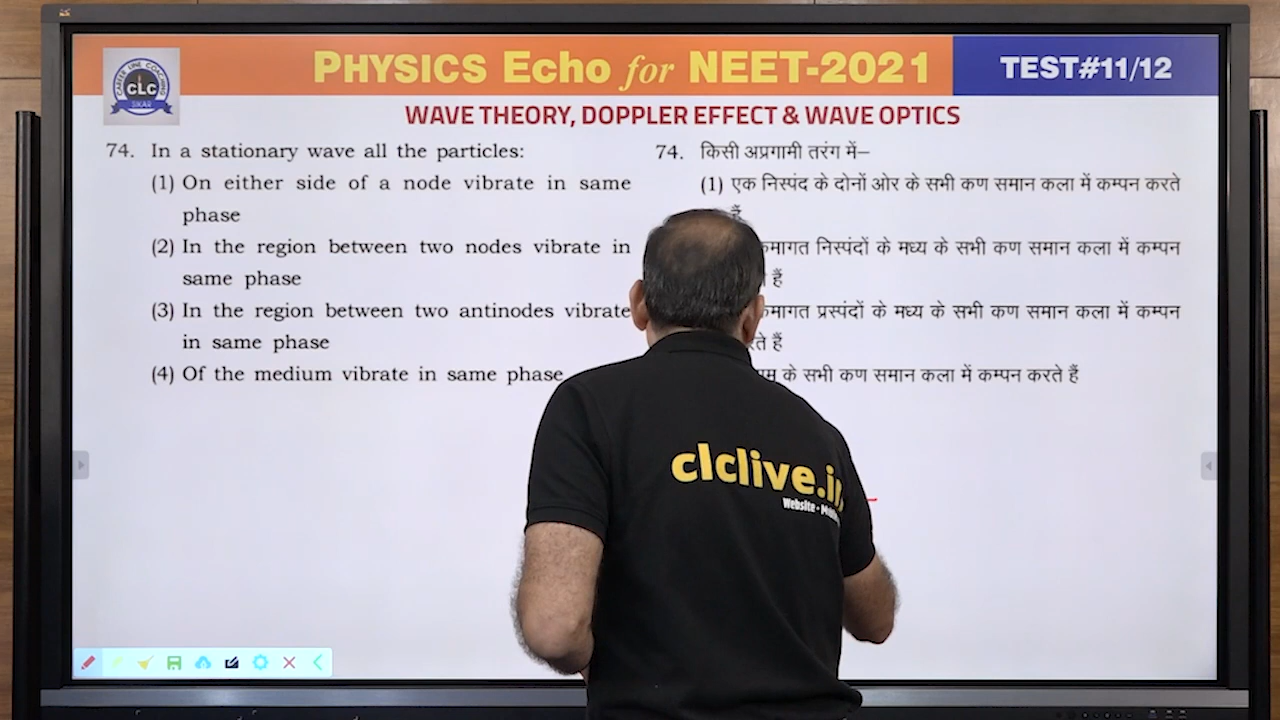 CAREER LINE COACHING
CLC
SIKAR
PHYSICS Echo for NEET-2021
TEST#11/12
WAVE THEORY, DOPPLER EFFECT & WAVE OPTICS
74. In a stationary wave all the particles:
(1) On either side of a node vibrate in same
phase
(2) In the region between two nodes vibrate in
same phase
(3) In the region between two antinodes vibrate
in same phase
(4) Of the medium vibrate in same phase
74. किसी अप्रगामी तरंग में–
(1) एक निस्पंद के दोनों ओर के सभी कण समान कला में कम्पन करते
हैं
निस्पंदों के मध्य के सभी कण समान कला में कम्पन
हैं
प्रस्पंदों के मध्य के सभी कण समान कला में कम्पन
हैं
के सभी कण समान कला में कम्पन करते हैं
clclive.in
Website -